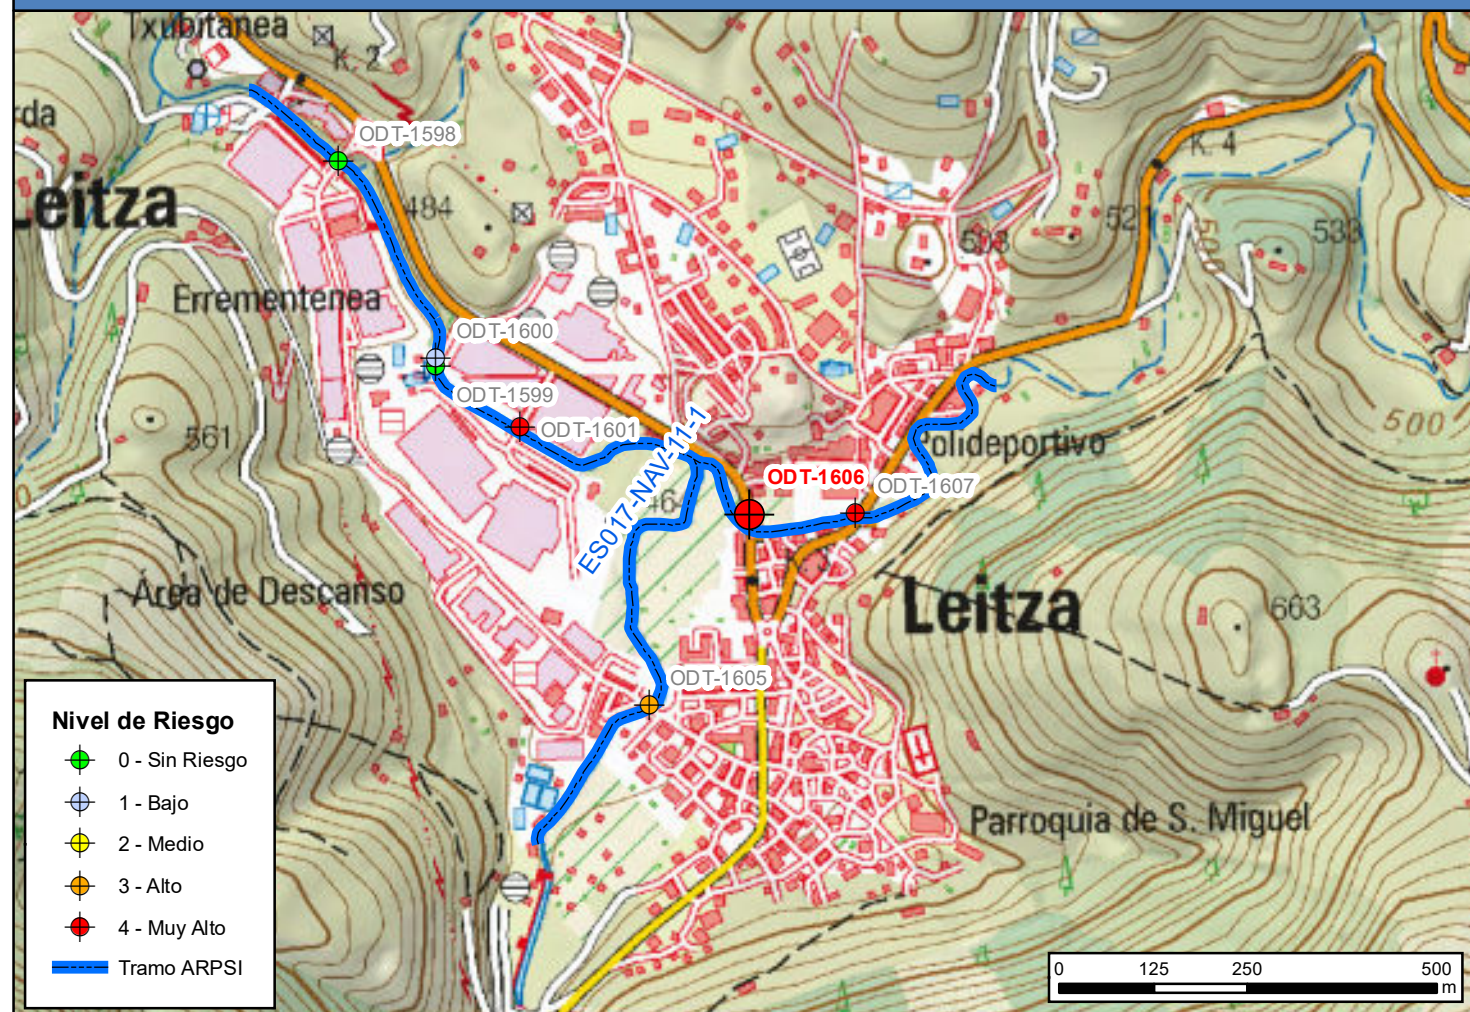 Txubitanea
K. 2
ODT-1598
K. 4
Leitza
484
521
533
Errementenea
ODT-1600
ODT-1599
ODT-1601
561
500
Polideportivo
ES017-NAV-11-1
464
ODT-1606
ODT-1607
Área de Descanso
Leitza
663
ODT-1605
Parroquia de S. Miguel
Nivel de Riesgo
0 - Sin Riesgo
1 - Bajo
2 - Medio
3 - Alto
4 - Muy Alto
Tramo ARPSI
0 125 250 500
m